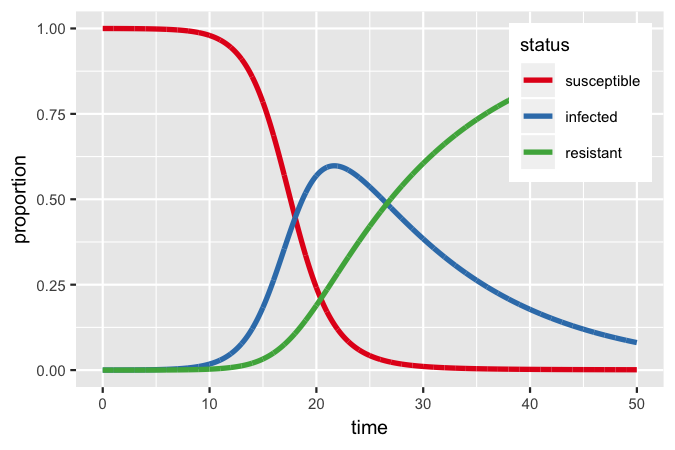 status
susceptible
infected
resistant
1.00
0.75
0.50
0.25
0.00
proportion
0 10 20 30 40 50
time